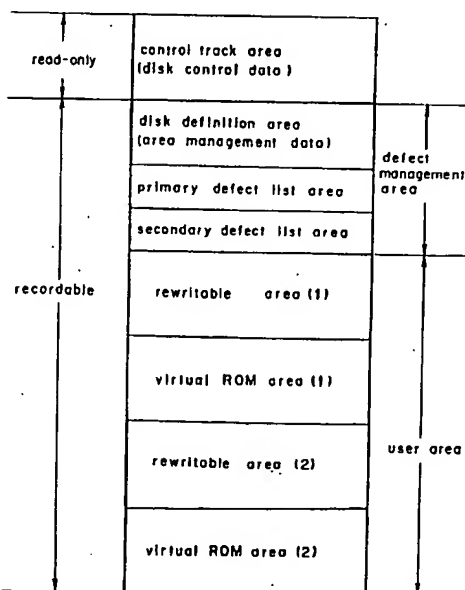 control track area
(disk control data)
read-only
disk definition area
(area management data)
defect
management
area
primary defect list area
secondary defect list area
recordable
rewritable area (1)
virtual ROM area (1)
rewritable area (2)
user area
virtual ROM area (2)